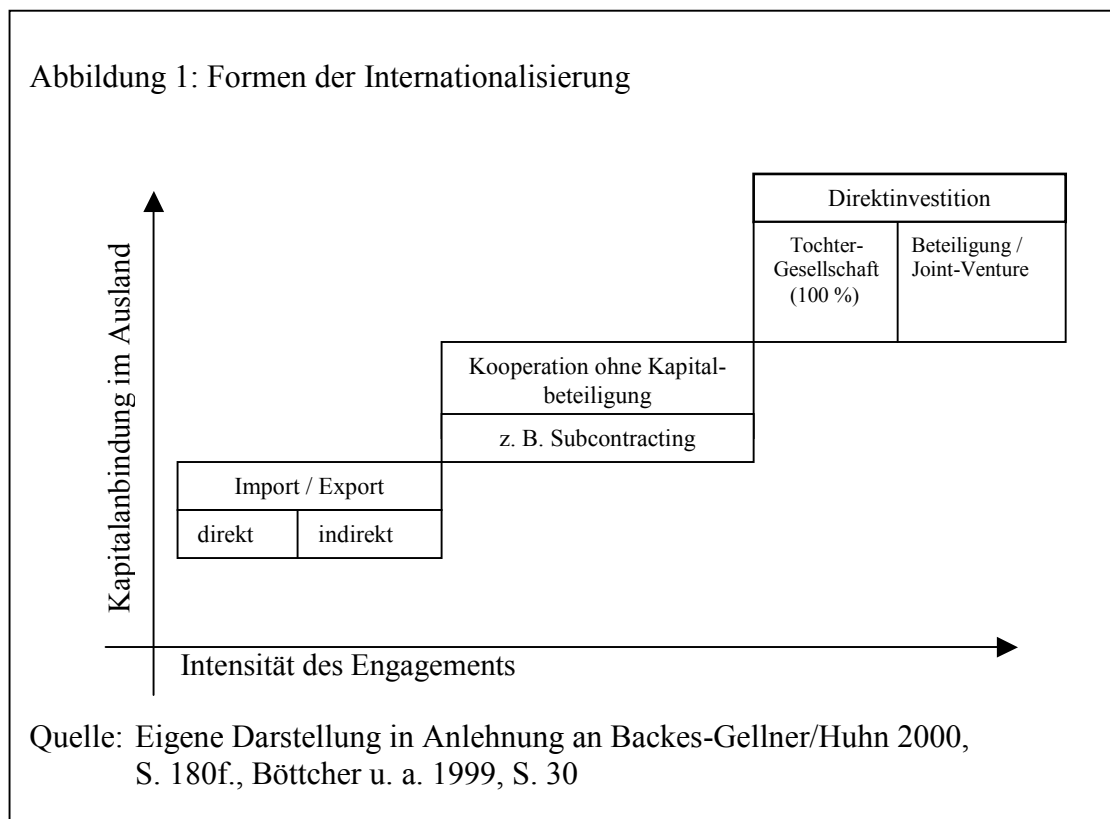 Abbildung 1: Formen der Internationalisierung
Kapitalanbindung im Ausland
Direktinvestition
Tochter-
Gesellschaft
(100 %)
Beteiligung /
Joint-Venture
Kooperation ohne Kapital-
beteiligung
z. B. Subcontracting
Import / Export
direkt
indirekt
Intensität des Engagements
Quelle: Eigene Darstellung in Anlehnung an Backes-Gellner/Huhn 2000,
S. 180f., Böttcher u. a. 1999, S. 30